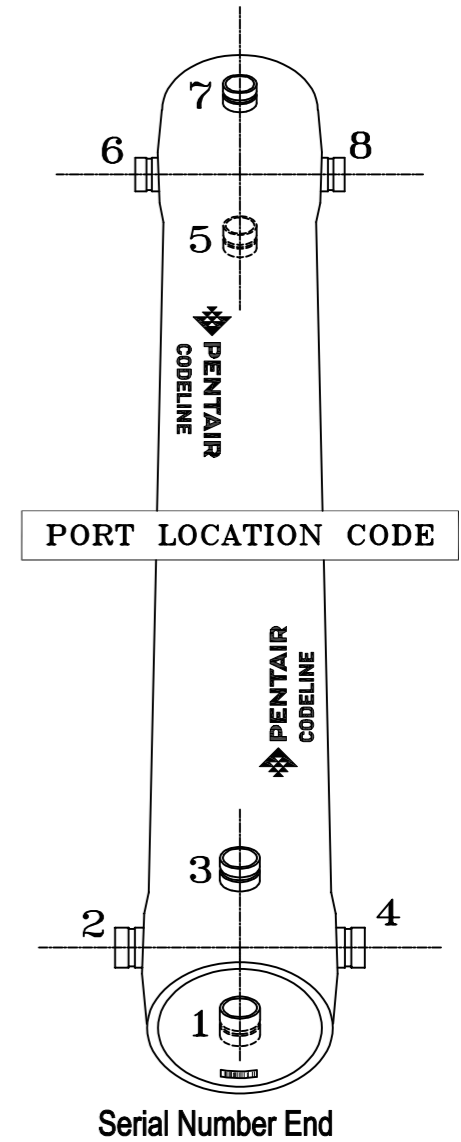 7
6
8
5
PENTAIR
CODELINE
PORT LOCATION CODE
PENTAIR
CODELINE
3
2
4
1
Serial Number End